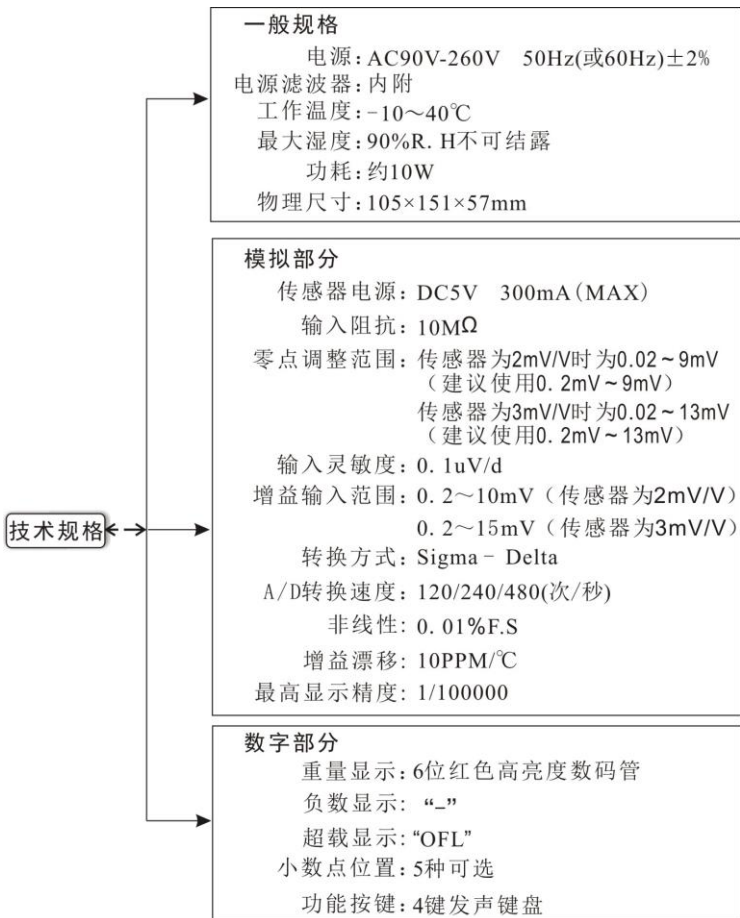 一般规格
电源:AC90V-260V 50Hz(或60Hz)±2%
电源滤波器:内附
工作温度:-10~40℃
最大湿度:90%R. H不可结露
功耗:约10W
物理尺寸:105×151×57mm
模拟部分
传感器电源: DC5V 300mA(MAX)
输入阻抗: 10MΩ
零点调整范围: 传感器为2mV/V时为0.02~9mV
(建议使用0. 2mV~9mV)
传感器为3mV/V时为0.02~13mV
(建议使用0. 2mV~13mV)
输入灵敏度: 0. 1uV/d
增益输入范围: 0. 2~10mV(传感器为2mV/V)
0. 2~15mV(传感器为3mV/V)
技术规格
转换方式: Sigma - Delta
A/D转换速度: 120/240/480(次/秒)
非线性: 0. 01%F.S
增益漂移: 10PPM/℃
最高显示精度: 1/100000
数字部分
重量显示:6位红色高亮度数码管
负数显示: “-”
超载显示:“OFL”
小数点位置:5种可选
功能按键:4键发声键盘